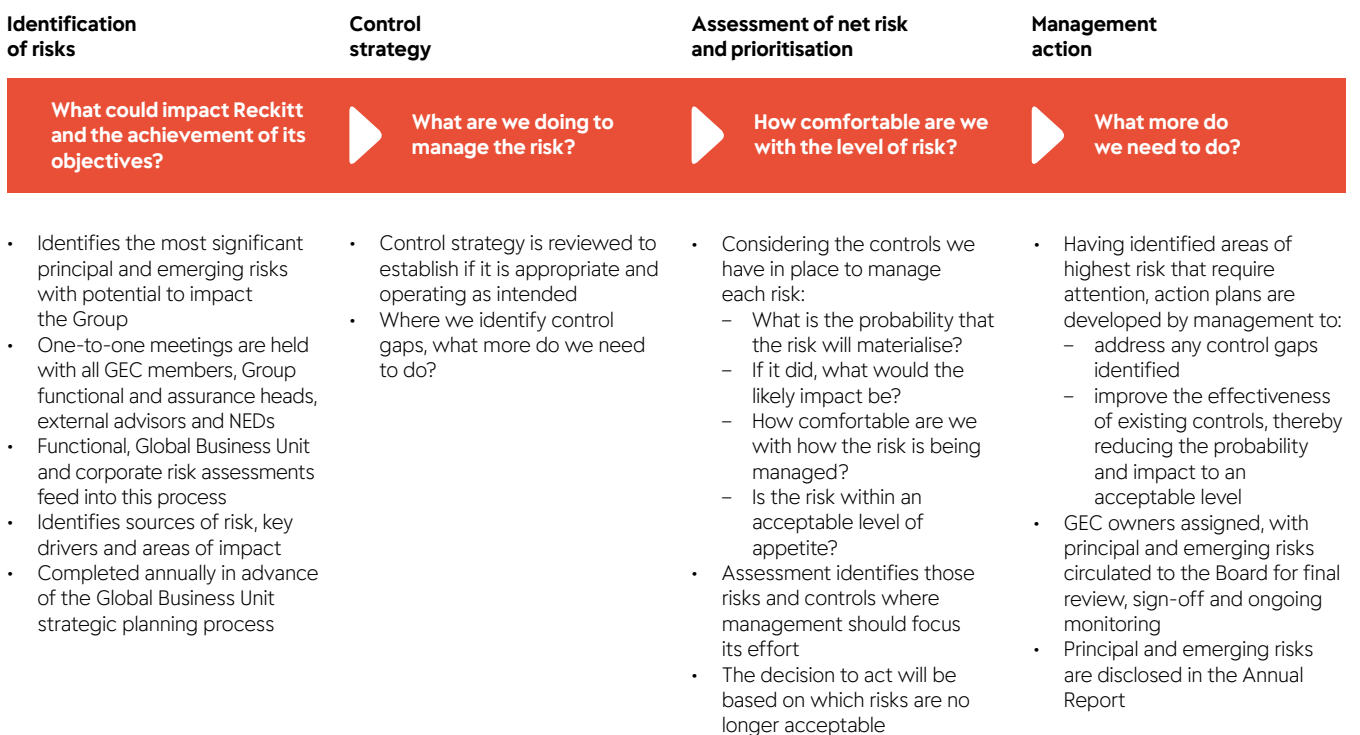 Identification
of risks
Control
strategy
Assessment of net risk
and prioritisation
Management
action
What could impact Reckitt
and the achievement of its
objectives?
What are we doing to
manage the risk?
How comfortable are we
with the level of risk?
What more do
we need to do?
• Identifies the most significant
principal and emerging risks
with potential to impact
the Group
• One-to-one meetings are held
with all GEC members, Group
functional and assurance heads,
external advisors and NEDs
• Functional, Global Business Unit
and corporate risk assessments
feed into this process
• Identifies sources of risk, key
drivers and areas of impact
• Completed annually in advance
of the Global Business Unit
strategic planning process
• Control strategy is reviewed to
establish if it is appropriate and
operating as intended
• Where we identify control
gaps, what more do we need
to do?
• Considering the controls we
have in place to manage
each risk:
– What is the probability that
the risk will materialise?
– If it did, what would the
likely impact be?
– How comfortable are we
with how the risk is being
managed?
– Is the risk within an
acceptable level of
appetite?
• Assessment identifies those
risks and controls where
management should focus
its effort
• The decision to act will be
based on which risks are no
longer acceptable
• Having identified areas of
highest risk that require
attention, action plans are
developed by management to:
– address any control gaps
identified
– improve the effectiveness
of existing controls, thereby
reducing the probability
and impact to an
acceptable level
• GEC owners assigned, with
principal and emerging risks
circulated to the Board for final
review, sign-off and ongoing
monitoring
• Principal and emerging risks
are disclosed in the Annual
Report